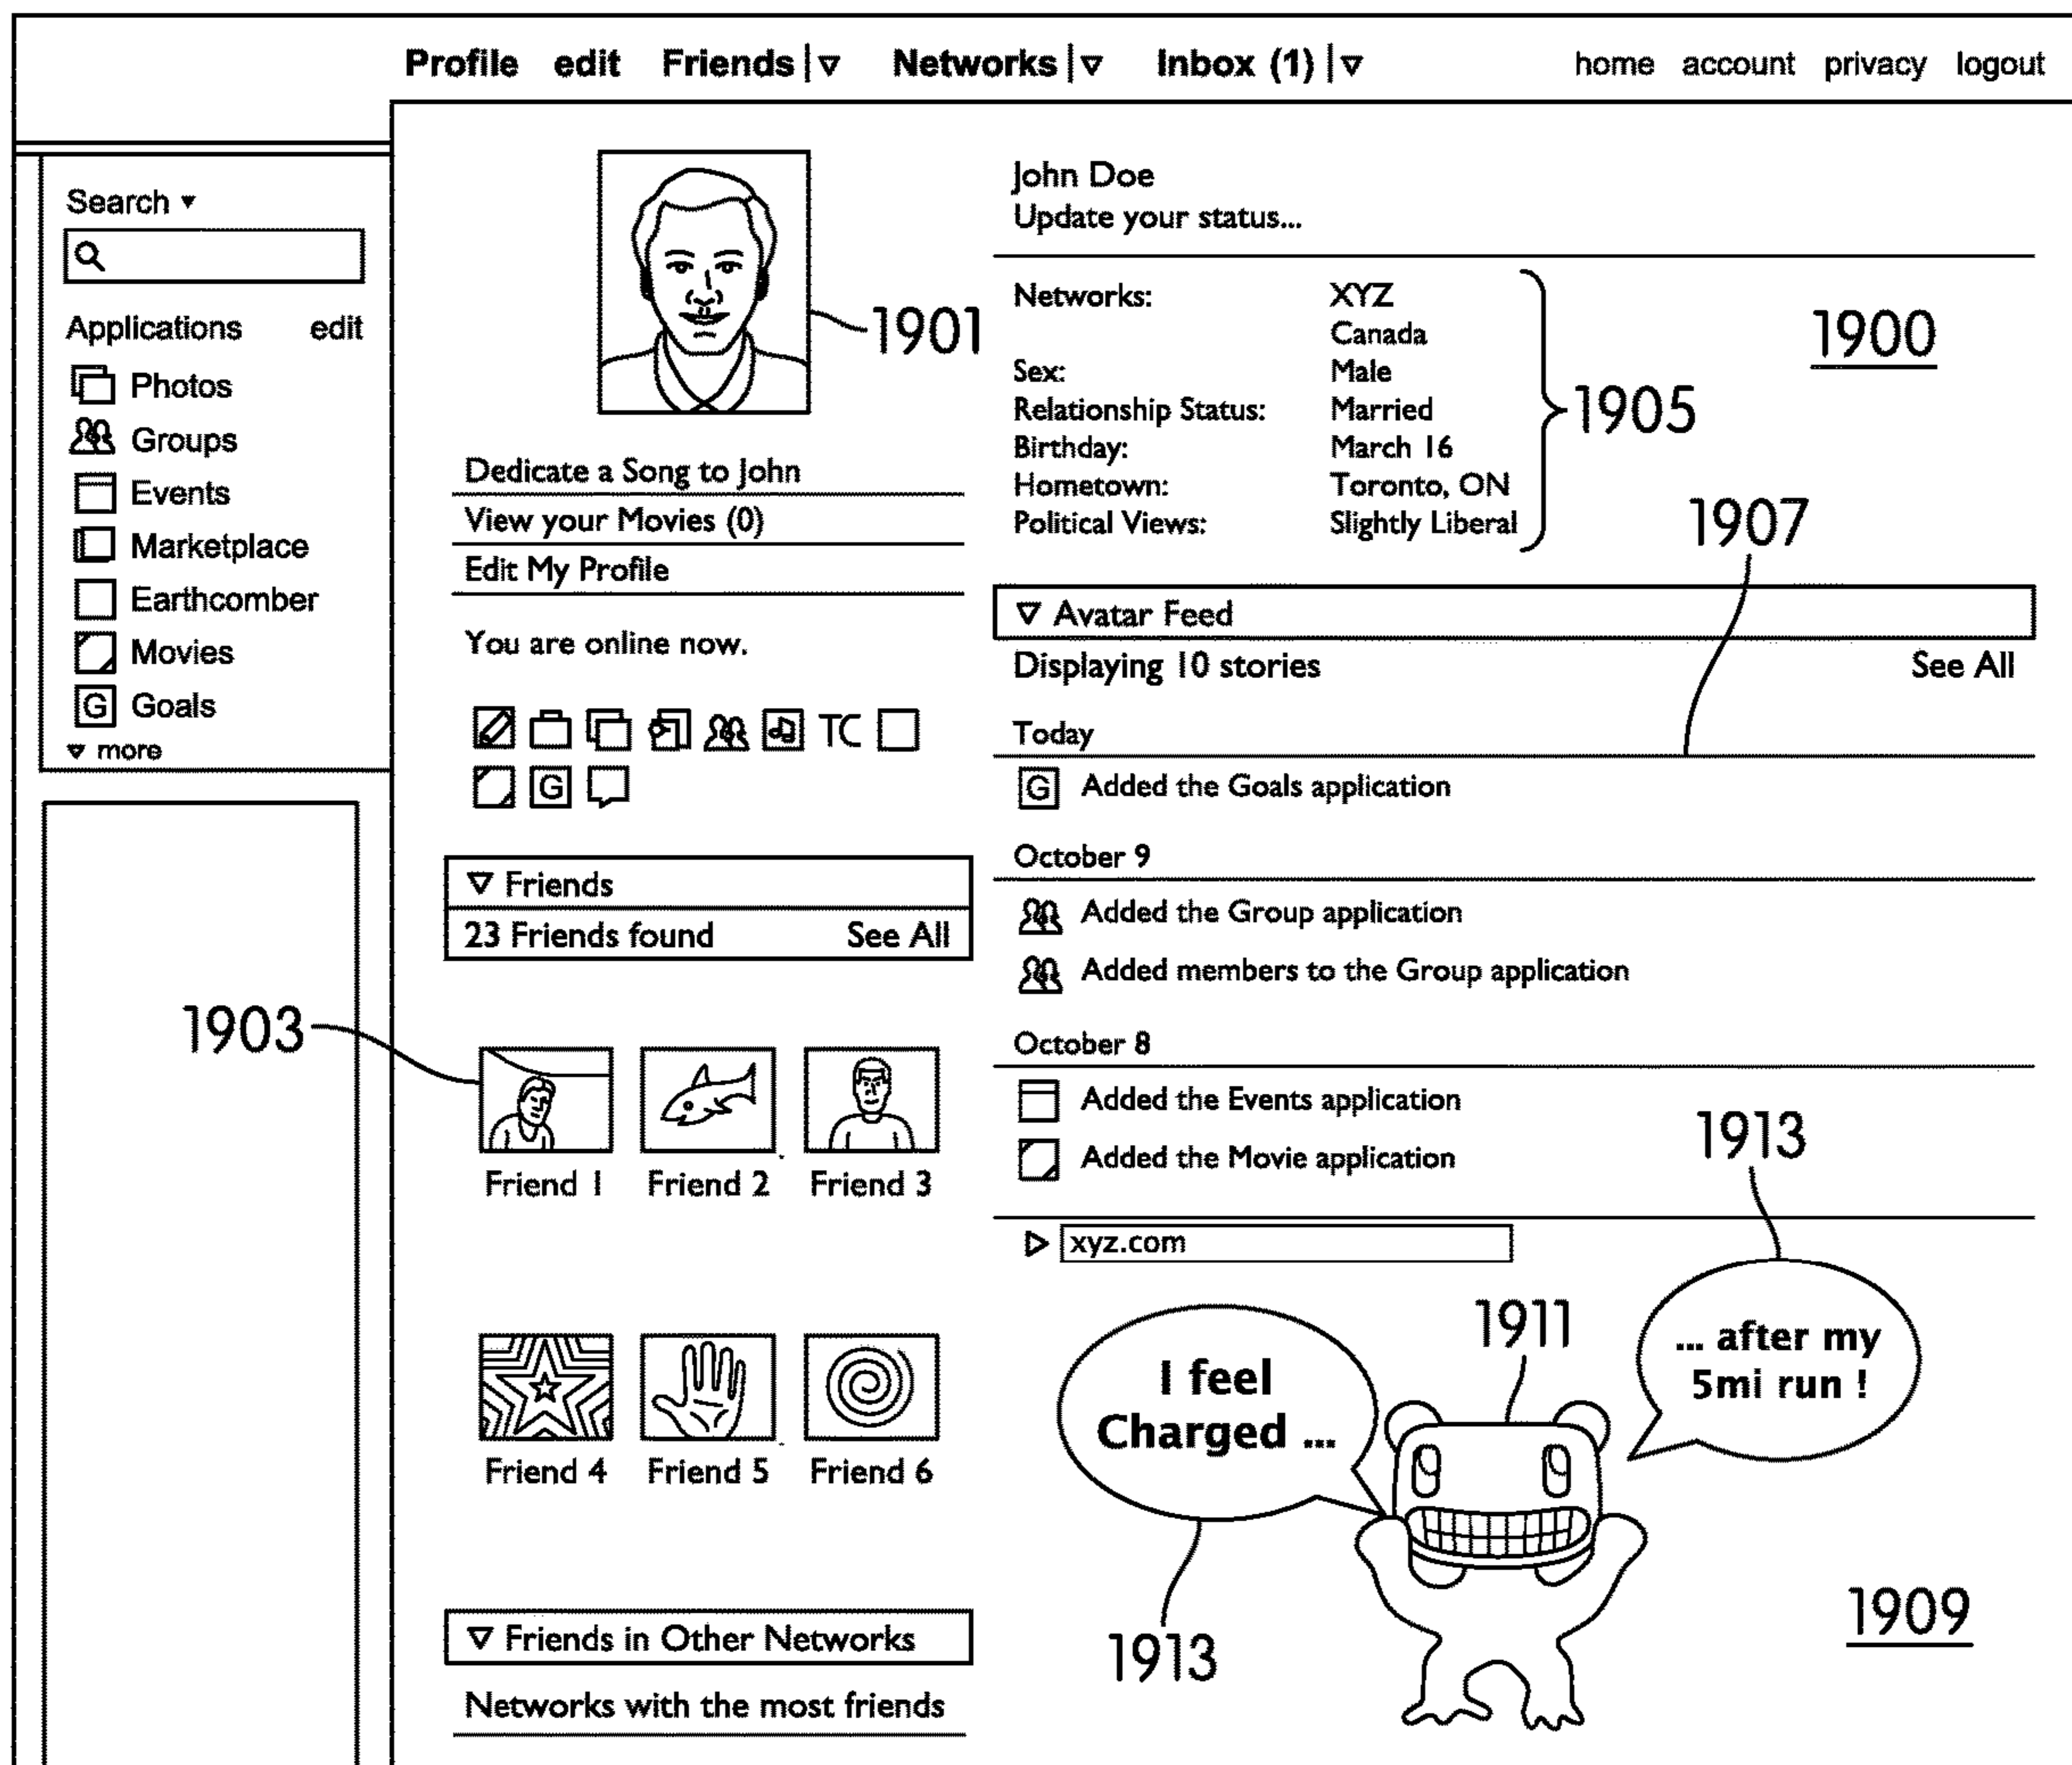 Profile edit Friends Networks Inbox (1) home account privacy logout
Search
Applications edit
Photos
Groups
Events
Marketplace
Earthcomber
Movies
G Goals
more
1901
Dedicate a Song to John
View your Movies (0)
Edit My Profile
You are online now.
TC
G
Friends
23 Friends found See All
1903
Friend 1 Friend 2 Friend 3
Friend 4 Friend 5 Friend 6
Friends in Other Networks
Networks with the most friends
John Doe
Update your status...
Networks: XYZ
Canada
Sex: Male
Relationship Status: Married
Birthday: March 16
Hometown: Toronto, ON
Political Views: Slightly Liberal
1905
1900
1907
Avatar Feed
Displaying 10 stories See All
Today
G Added the Goals application
October 9
Added the Group application
Added members to the Group application
October 8
Added the Events application
Added the Movie application
1913
xyz.com
I feel
Charged ...
1911
... after my
5mi run !
1913
1909